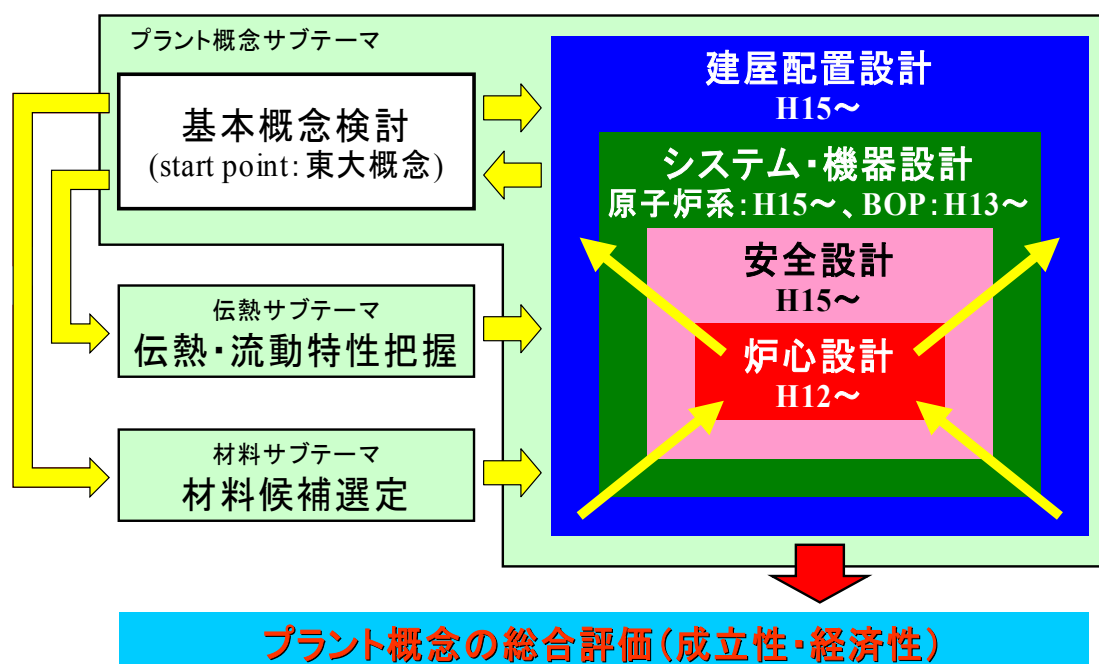 プラント概念サブテーマ
基本概念検討
(start point:東大概念)
伝熱サブテーマ
伝熱・流動特性把握
材料サブテーマ
材料候補選定
建屋配置設計
H15～
システム・機器設計
原子炉系:H15～、BOP:H13～
安全設計
H15～
炉心設計
H12～
プラント概念の総合評価(成立性・経済性)